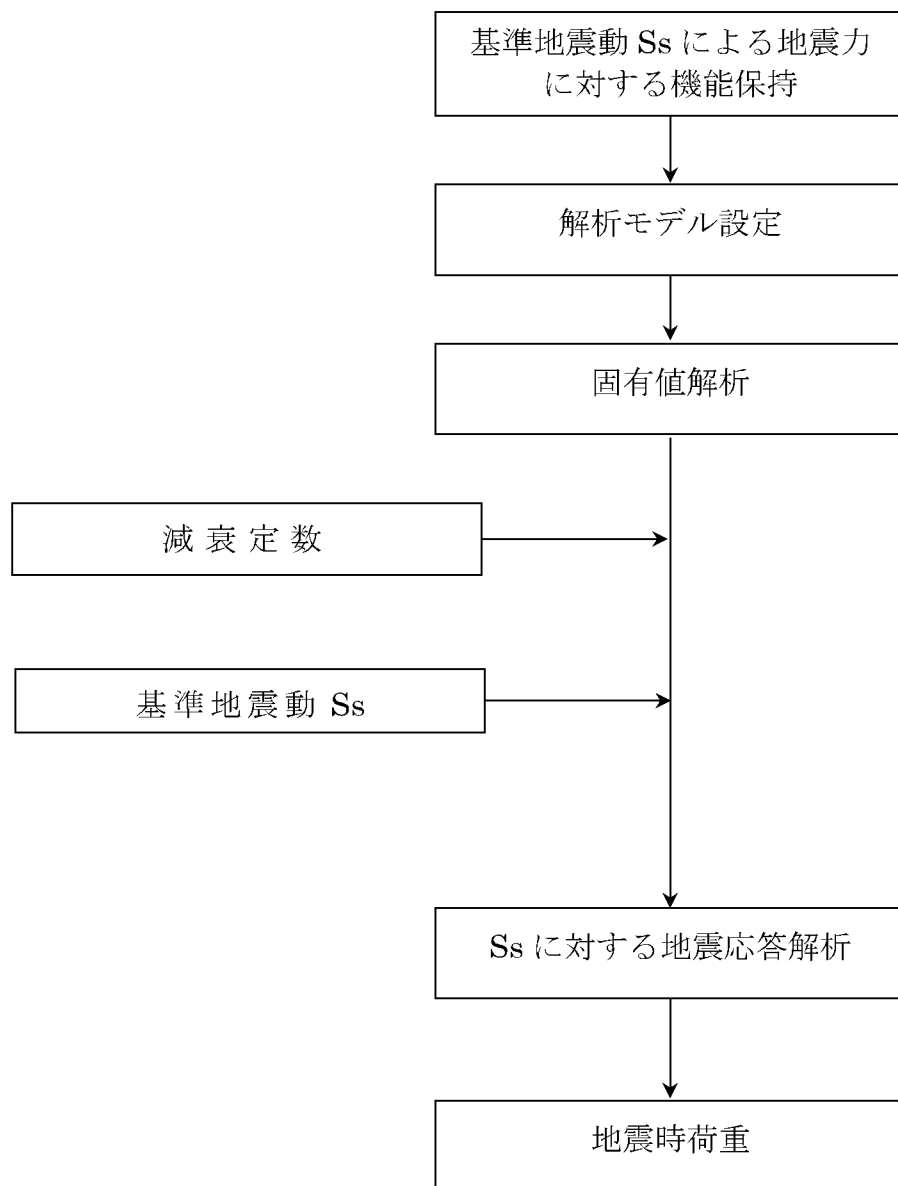 基準地震動 Ss による地震力
に対する機能保持
解析モデル設定
固有値解析
減衰定数
基準地震動 Ss
Ss に対する地震応答解析
地震時荷重